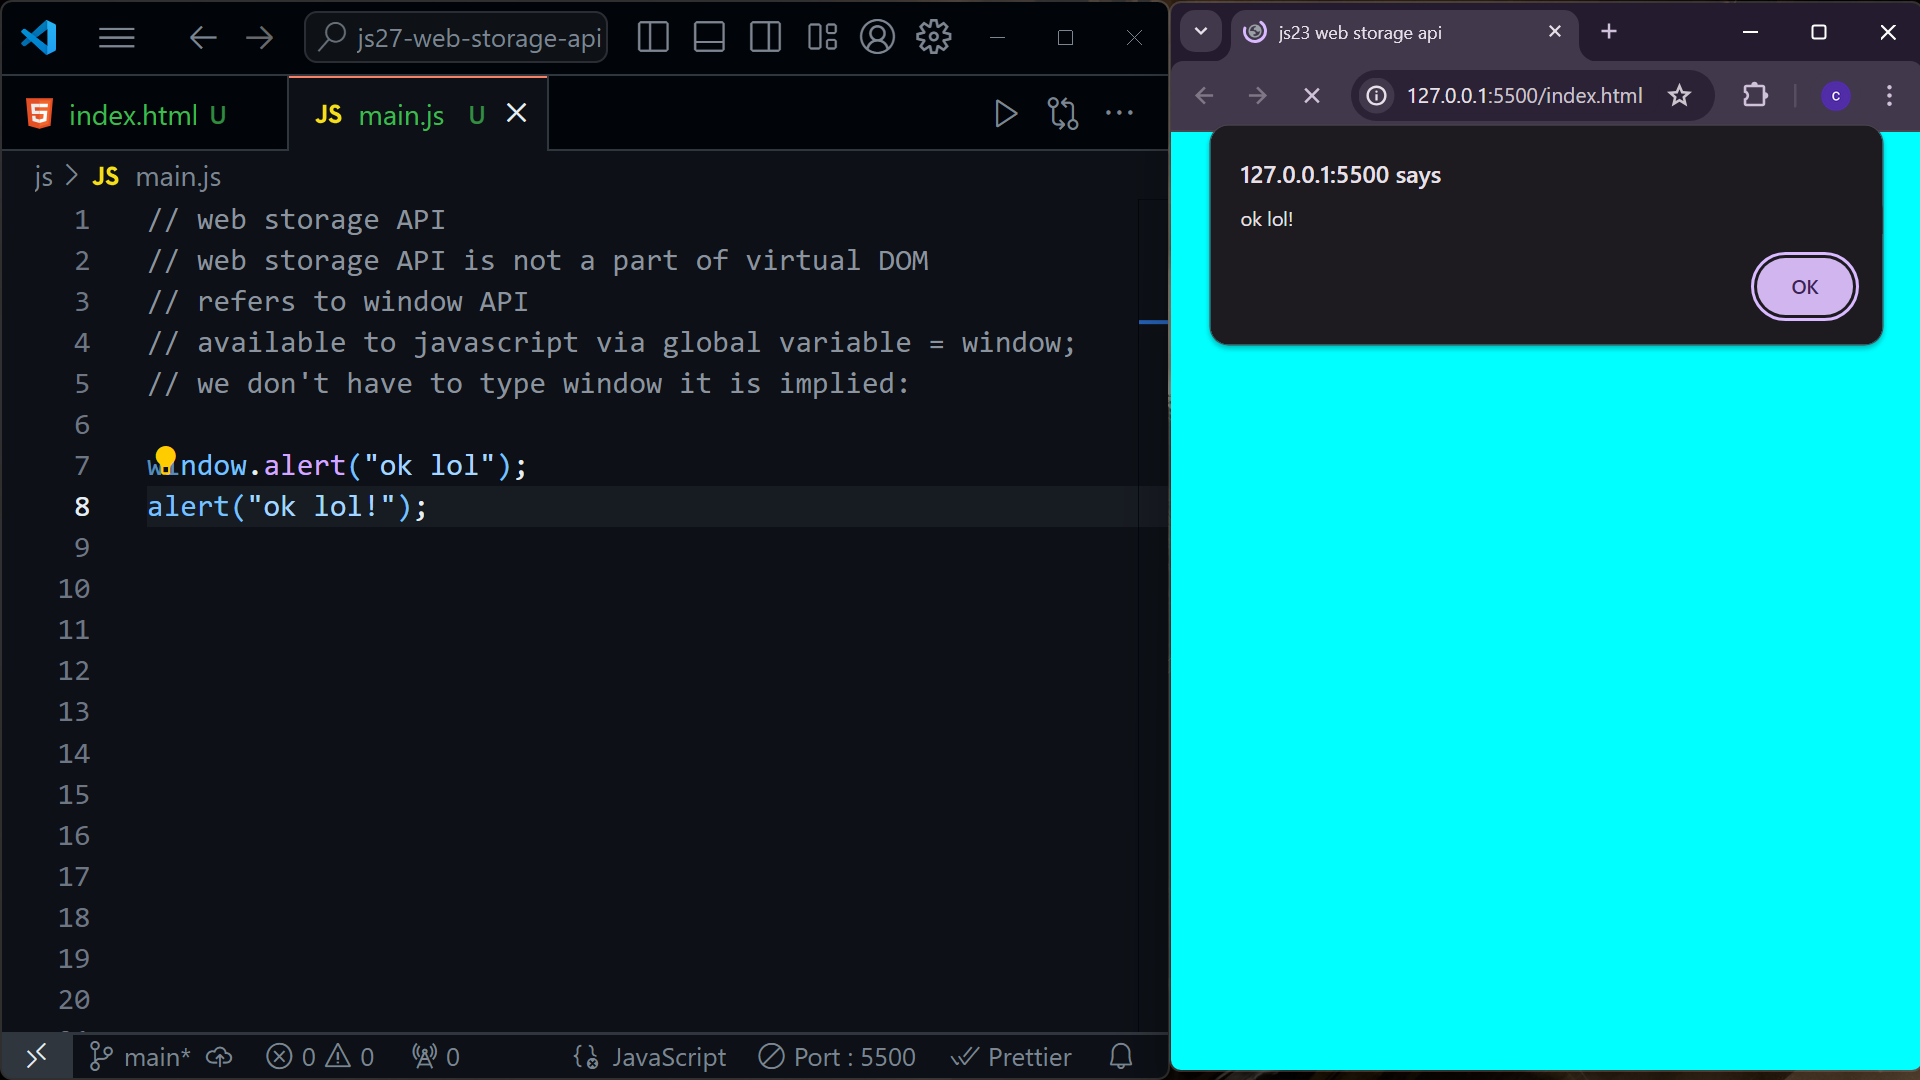 js27-web-storage-api
index.html U
JS main.js U
js > JS main.js
1 // web storage API
2 // web storage API is not a part of virtual DOM
3 // refers to window API
4 // available to javascript via global variable = window;
5 // we don't have to type window it is implied:
6
7 window.alert("ok lol");
8 alert("ok lol!");
9
10
11
12
13
14
15
16
17
18
19
20
main* 0 0 0 JavaScript Port : 5500 Prettier
js23 web storage api
127.0.0.1:5500/index.html
c
127.0.0.1:5500 says
ok lol!
OK